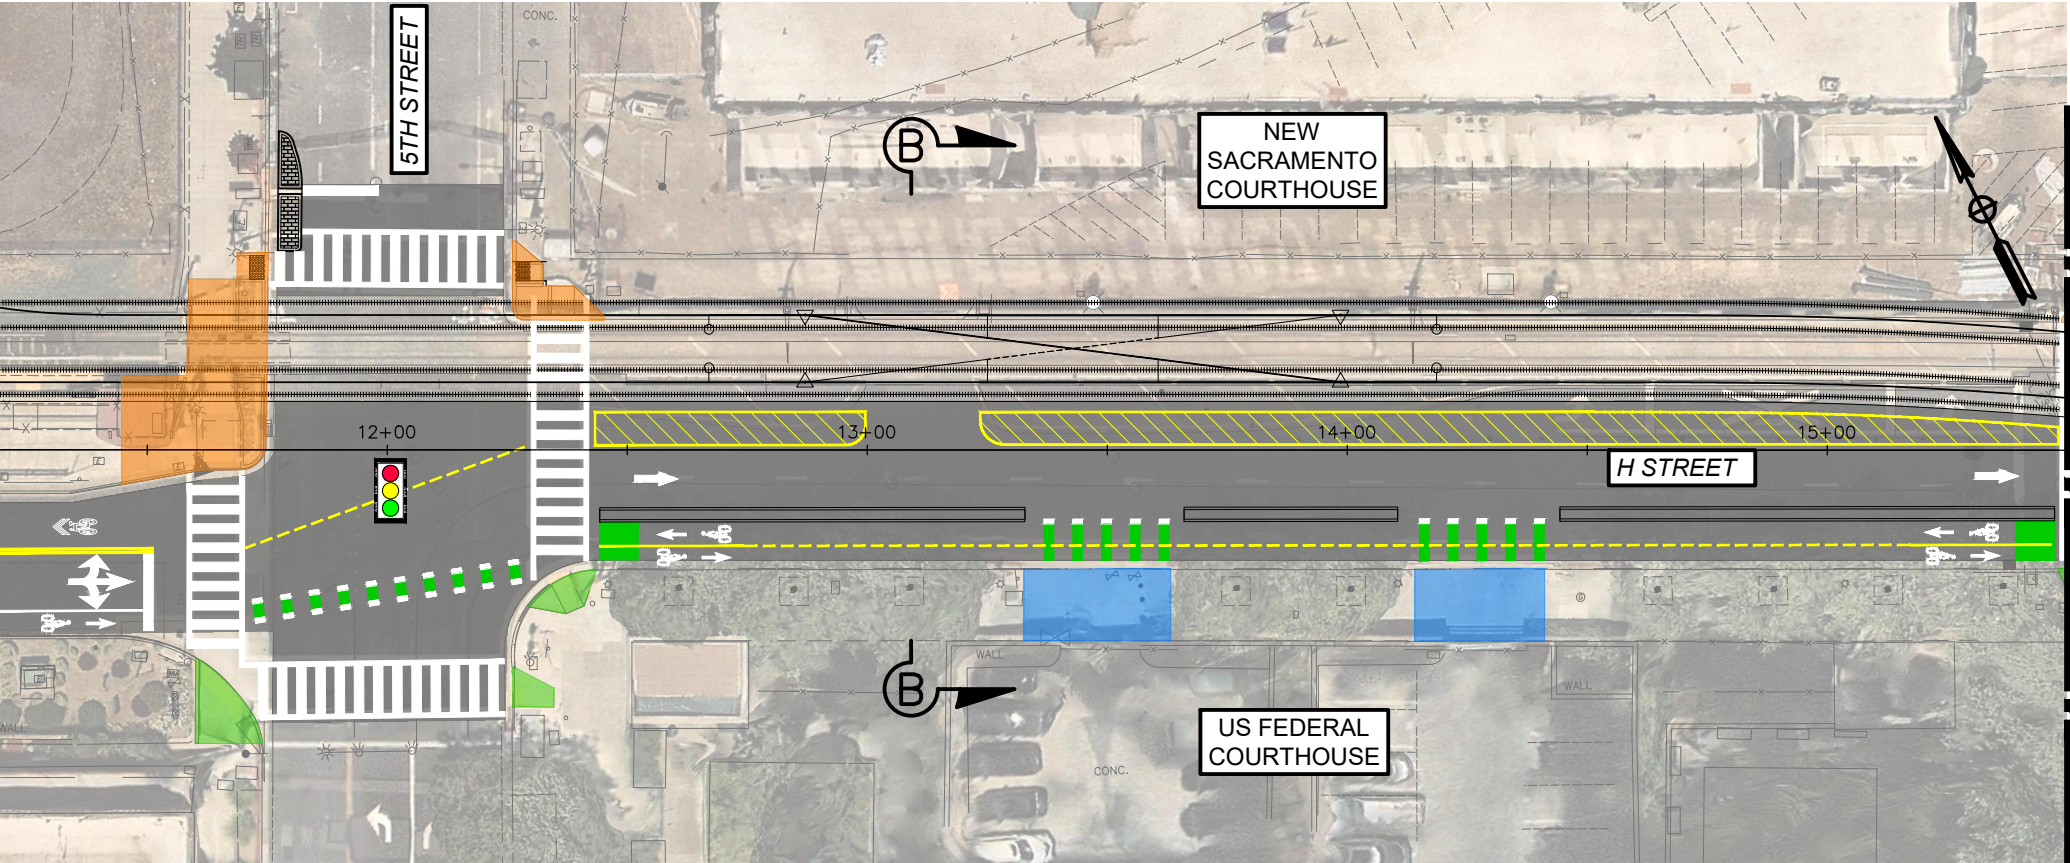 CONC.
5TH STREET
B
NEW
SACRAMENTO
COURTHOUSE
12+00
13+00
14+00
15+00
H STREET
WALL
WALL
WALL
B
US FEDERAL
COURTHOUSE
CONC.